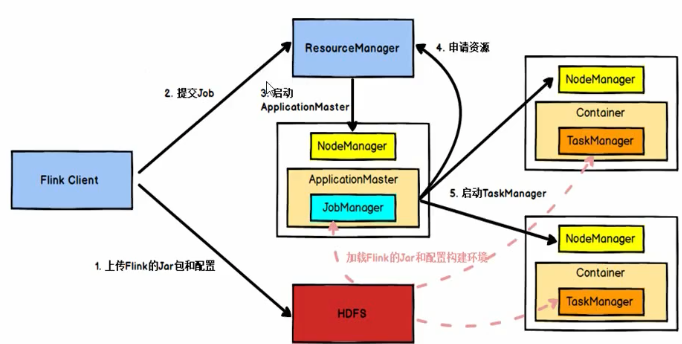 ResourceManager
4. 申请资源
NodeManager
Container
TaskManager
2. 提交Job
3. 启动
ApplicationMaster
NodeManager
ApplicationMaster
JobManager
Flink Client
5. 启动TaskManager
NodeManager
Container
TaskManager
1. 上传Flink的Jar包和配置
加载Flink的Jar和配置构建环境
HDFS